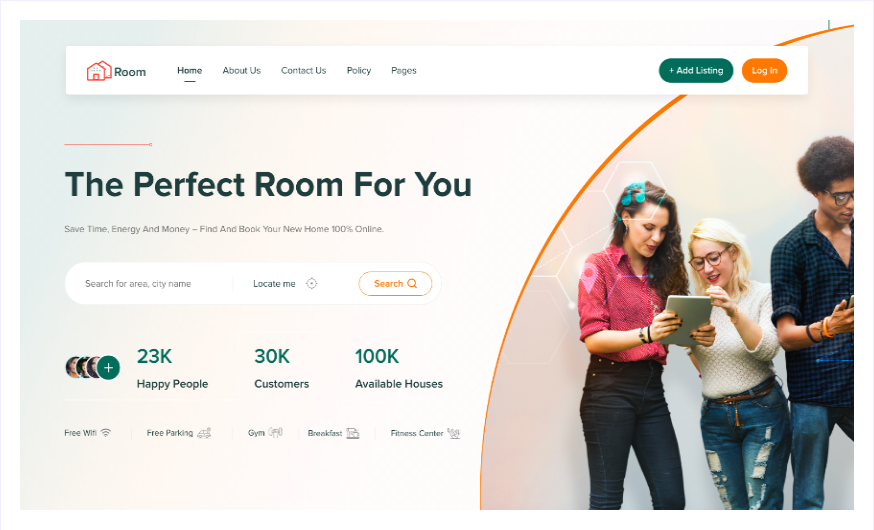 Room
Home About Us Contact Us Policy Pages
+ Add Listing Log In
The Perfect Room For You
Save Time, Energy And Money – Find And Book Your New Home 100% Online.
Search for area, city name Locate me Search
+ 23K 30K 100K
Happy People Customers Available Houses
Free Wifi Free Parking Gym Breakfast Fitness Center